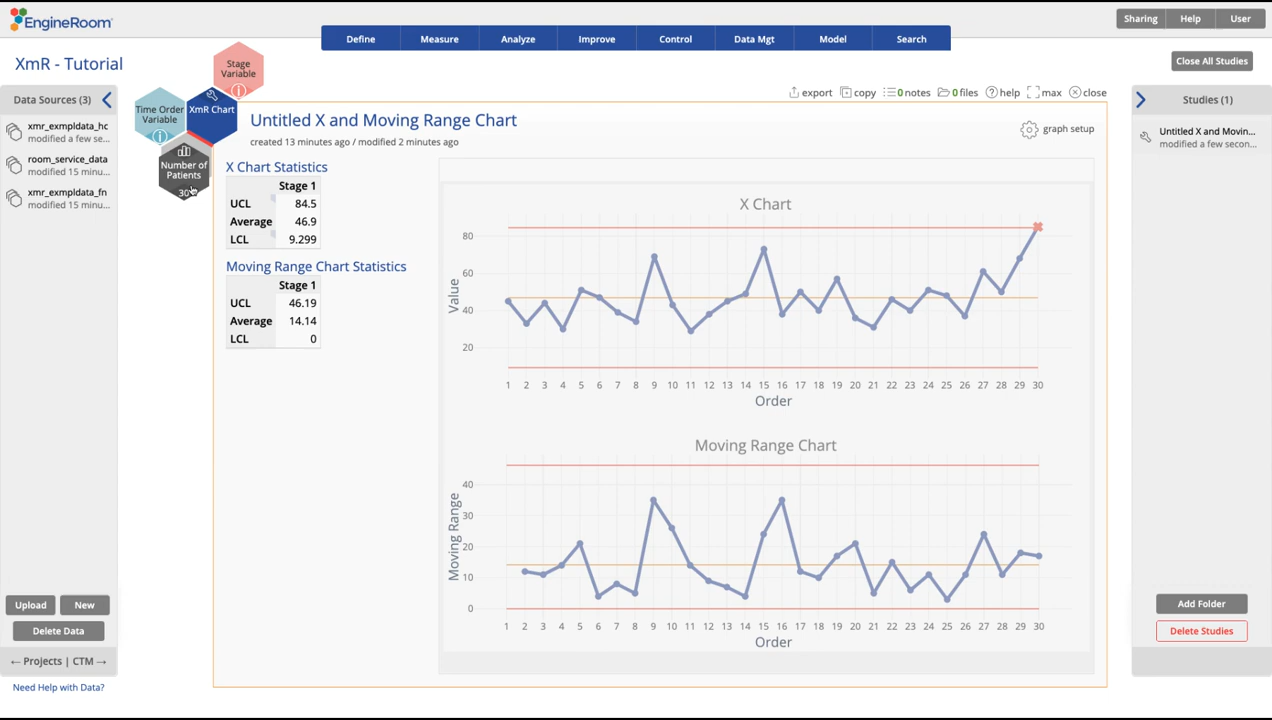 EngineRoom
Sharing Help User
Define Measure Analyze Improve Control Data Mgt Model Search
XmR - Tutorial
Close All Studies
Stage
Variable
Data Sources (3)
Time Order
Variable
XmR Chart
Number of
Patients
xmr_exmpldata_hc
modified a few se...
room_service_data
modified 15 minu...
xmr_exmpldata_fn
modified 15 minu...
export copy 0 notes 0 files help max close
Untitled X and Moving Range Chart
created 13 minutes ago / modified 2 minutes ago
graph setup
Studies (1)
Untitled X and Movin...
modified a few secon...
X Chart Statistics
Stage 1
UCL 84.5
Average 46.9
LCL 9.299
Moving Range Chart Statistics
Stage 1
UCL 46.19
Average 14.14
LCL 0
X Chart
Value
80
60
40
20
1 2 3 4 5 6 7 8 9 10 11 12 13 14 15 16 17 18 19 20 21 22 23 24 25 26 27 28 29 30
Order
Moving Range Chart
Moving Range
40
30
20
10
0
1 2 3 4 5 6 7 8 9 10 11 12 13 14 15 16 17 18 19 20 21 22 23 24 25 26 27 28 29 30
Order
Upload New
Delete Data
← Projects | CTM →
Need Help with Data?
Add Folder
Delete Studies